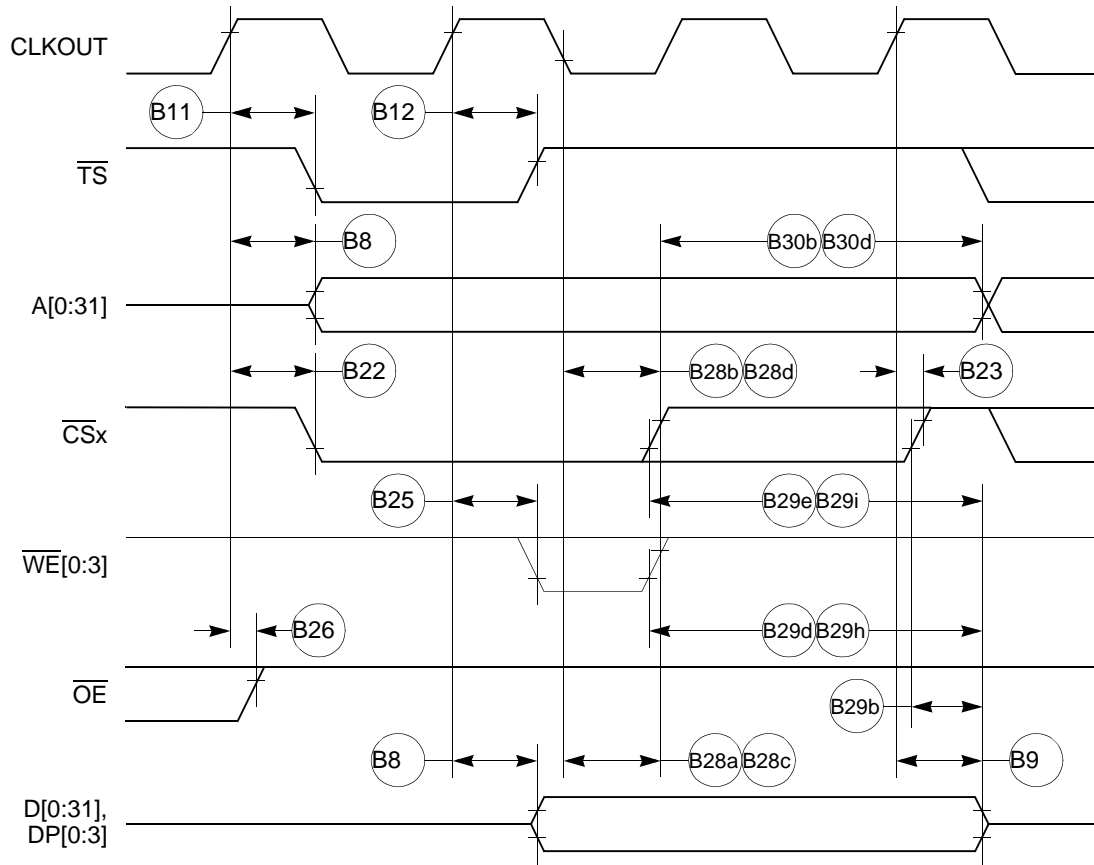 CLKOUT
B11 B12
TS
B8 B30b B30d
A[0:31]
B22 B28b B28d B23
CSx
B25 B29e B29i
WE[0:3]
B26 B29d B29h
OE
B29b
B8 B28a B28c B9
D[0:31],
DP[0:3]